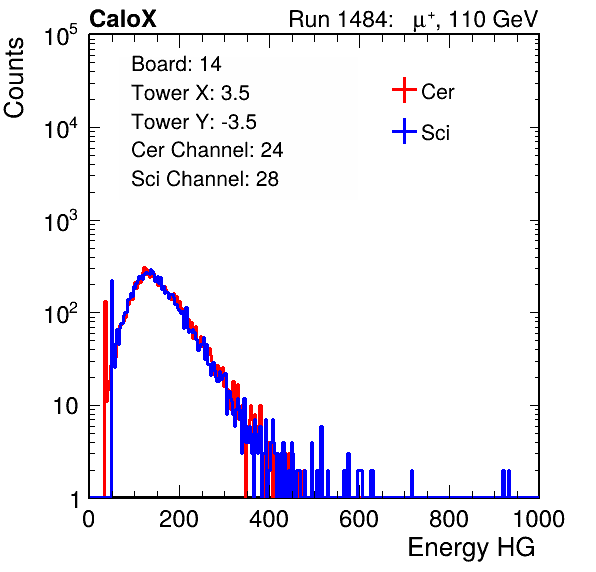 CaloX Run 1484: μ⁺, 110 GeV
Counts
10⁵
10⁴
10³
10²
10
1
Board: 14
Tower X: 3.5
Tower Y: -3.5
Cer Channel: 24
Sci Channel: 28
Cer
Sci
0 200 400 600 800 1000
Energy HG